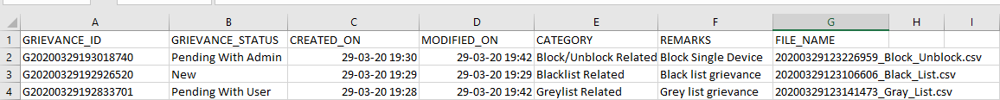 A B C D E F G H I
1 GRIEVANCE_ID GRIEVANCE_STATUS CREATED_ON MODIFIED_ON CATEGORY REMARKS FILE_NAME
2 G20200329193018740 Pending With Admin 29-03-20 19:30 29-03-20 19:42 Block/Unblock Related Block Single Device 20200329123226959_Block_Unblock.csv
3 G20200329192926520 New 29-03-20 19:29 29-03-20 19:29 Blacklist Related Black list grievance 20200329123106606_Black_List.csv
4 G20200329192833701 Pending With User 29-03-20 19:28 29-03-20 19:42 Greylist Related Grey list grievance 20200329123141473_Gray_List.csv